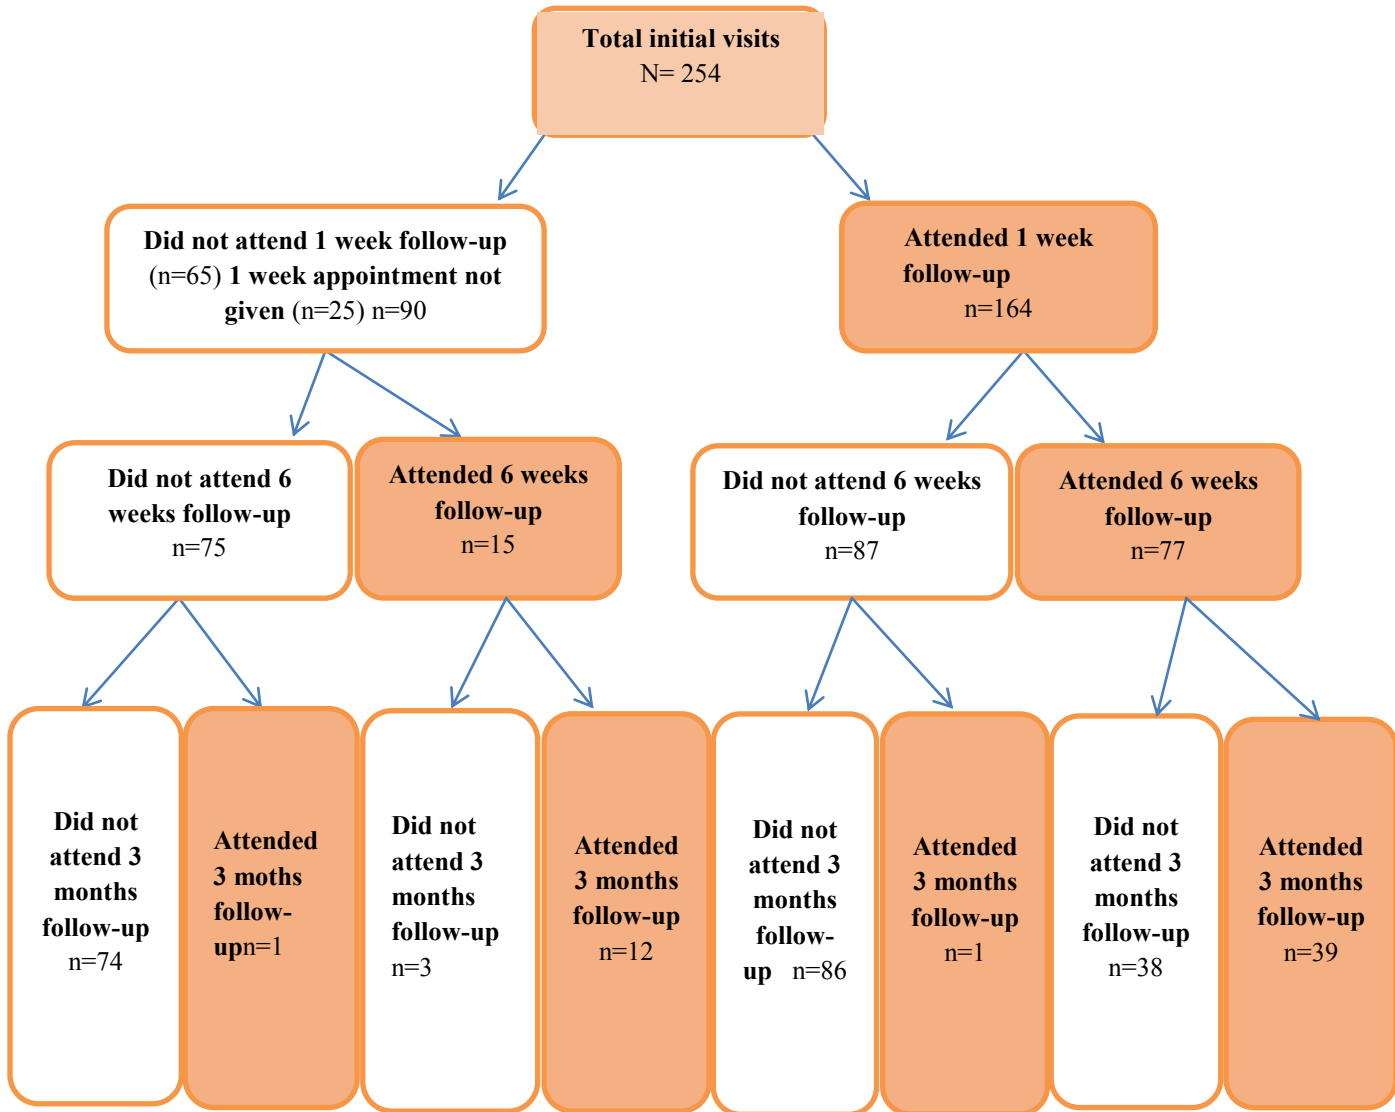 Total initial visits
N= 254
Did not attend 1 week follow-up
(n=65) 1 week appointment not
given (n=25) n=90
Attended 1 week
follow-up
n=164
Did not attend 6
weeks follow-up
n=75
Attended 6 weeks
follow-up
n=15
Did not attend 6 weeks
follow-up
n=87
Attended 6 weeks
follow-up
n=77
Did not
attend 3
months
follow-up
n=74
Attended
3 moths
follow-
upn=1
Did not
attend 3
months
follow-up
n=3
Attended
3 months
follow-up
n=12
Did not
attend 3
months
follow-
up n=86
Attended
3 months
follow-up
n=1
Did not
attend 3
months
follow-up
n=38
Attended
3 months
follow-up
n=39